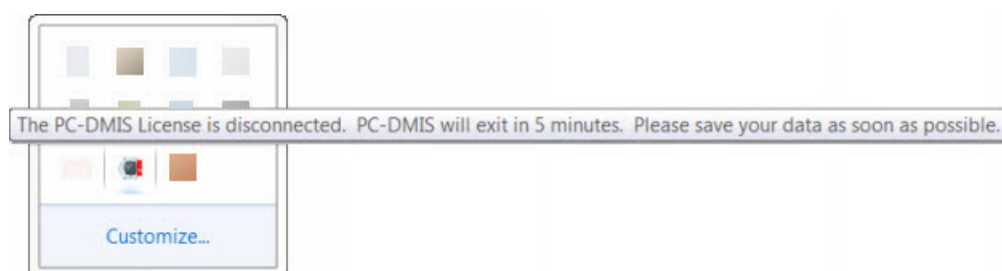 The PC-DMIS License is disconnected.  PC-DMIS will exit in 5 minutes.  Please save your data as soon as possible.
Customize...